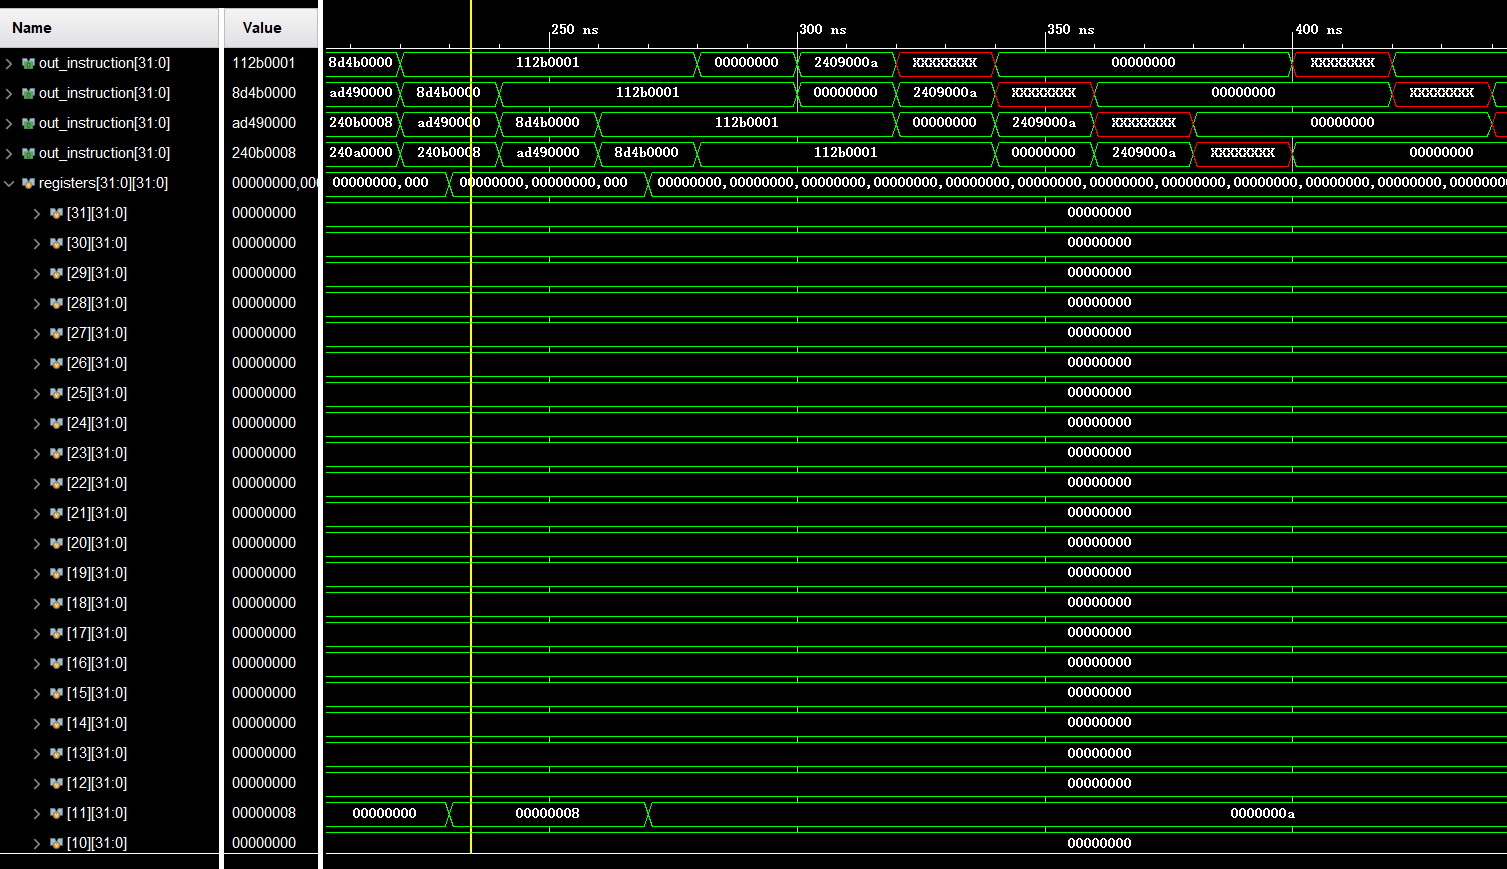 Name Value 250 ns 300 ns 350 ns 400 ns
out_instruction[31:0] 112b0001 8d4b0000 112b0001 00000000 2409000a XXXXXXXX 00000000 XXXXXXXX
out_instruction[31:0] 8d4b0000 ad490000 8d4b0000 112b0001 00000000 2409000a XXXXXXXX 00000000 XXXXXXXX
out_instruction[31:0] ad490000 240b0008 ad490000 8d4b0000 112b0001 00000000 2409000a XXXXXXXX 00000000
out_instruction[31:0] 240b0008 240a0000 240b0008 ad490000 8d4b0000 112b0001 00000000 2409000a XXXXXXXX 00000000
registers[31:0][31:0] 00000000,00 00000000,000 00000000,00000000,000 00000000,00000000,00000000,00000000,00000000,00000000,00000000,00000000,00000000,00000000,00000000,0000000
[31][31:0] 00000000 00000000
[30][31:0] 00000000 00000000
[29][31:0] 00000000 00000000
[28][31:0] 00000000 00000000
[27][31:0] 00000000 00000000
[26][31:0] 00000000 00000000
[25][31:0] 00000000 00000000
[24][31:0] 00000000 00000000
[23][31:0] 00000000 00000000
[22][31:0] 00000000 00000000
[21][31:0] 00000000 00000000
[20][31:0] 00000000 00000000
[19][31:0] 00000000 00000000
[18][31:0] 00000000 00000000
[17][31:0] 00000000 00000000
[16][31:0] 00000000 00000000
[15][31:0] 00000000 00000000
[14][31:0] 00000000 00000000
[13][31:0] 00000000 00000000
[12][31:0] 00000000 00000000
[11][31:0] 00000008 00000000 00000008 0000000a
[10][31:0] 00000000 00000000